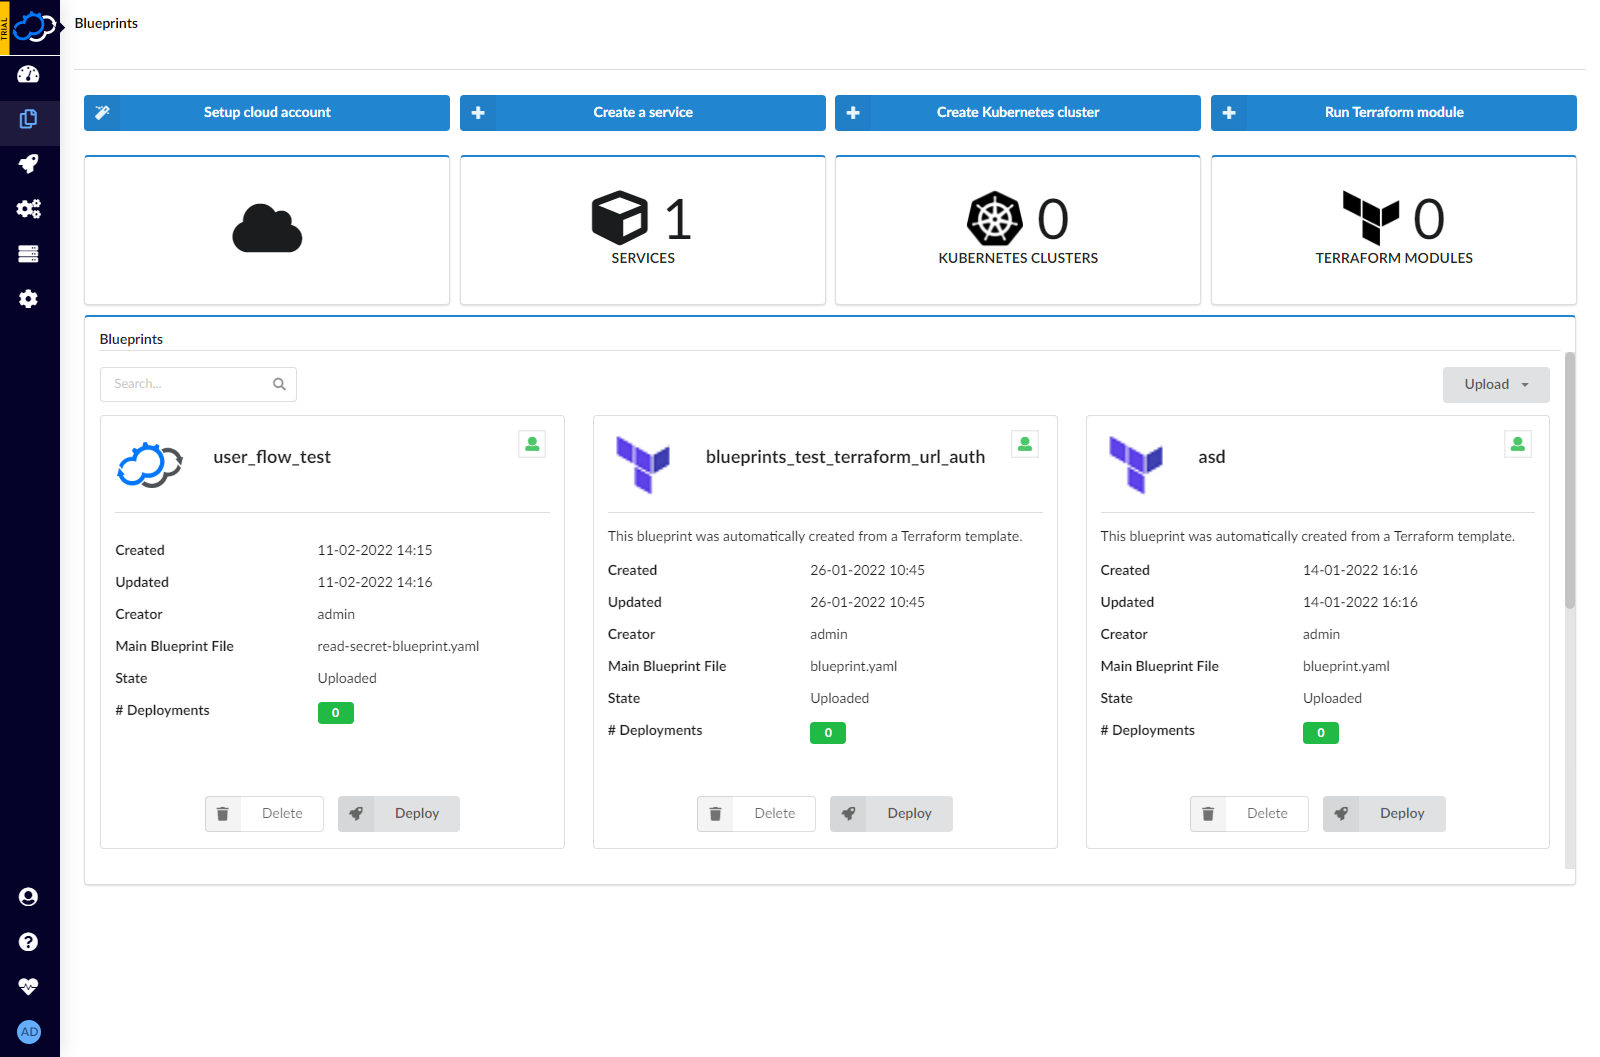 TRIAL
Blueprints
Setup cloud account
Create a service
Create Kubernetes cluster
Run Terraform module
1
SERVICES
0
KUBERNETES CLUSTERS
0
TERRAFORM MODULES
Blueprints
Search...
Upload
user_flow_test
Created 11-02-2022 14:15
Updated 11-02-2022 14:16
Creator admin
Main Blueprint File read-secret-blueprint.yaml
State Uploaded
# Deployments 0
Delete
Deploy
blueprints_test_terraform_url_auth
This blueprint was automatically created from a Terraform template.
Created 26-01-2022 10:45
Updated 26-01-2022 10:45
Creator admin
Main Blueprint File blueprint.yaml
State Uploaded
# Deployments 0
Delete
Deploy
asd
This blueprint was automatically created from a Terraform template.
Created 14-01-2022 16:16
Updated 14-01-2022 16:16
Creator admin
Main Blueprint File blueprint.yaml
State Uploaded
# Deployments 0
Delete
Deploy
AD